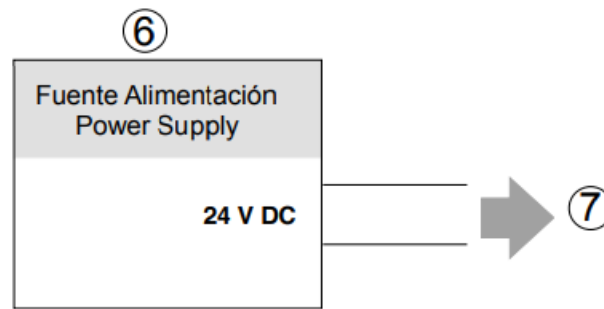 ⑥
Fuente Alimentación
Power Supply
24 V DC
⑦